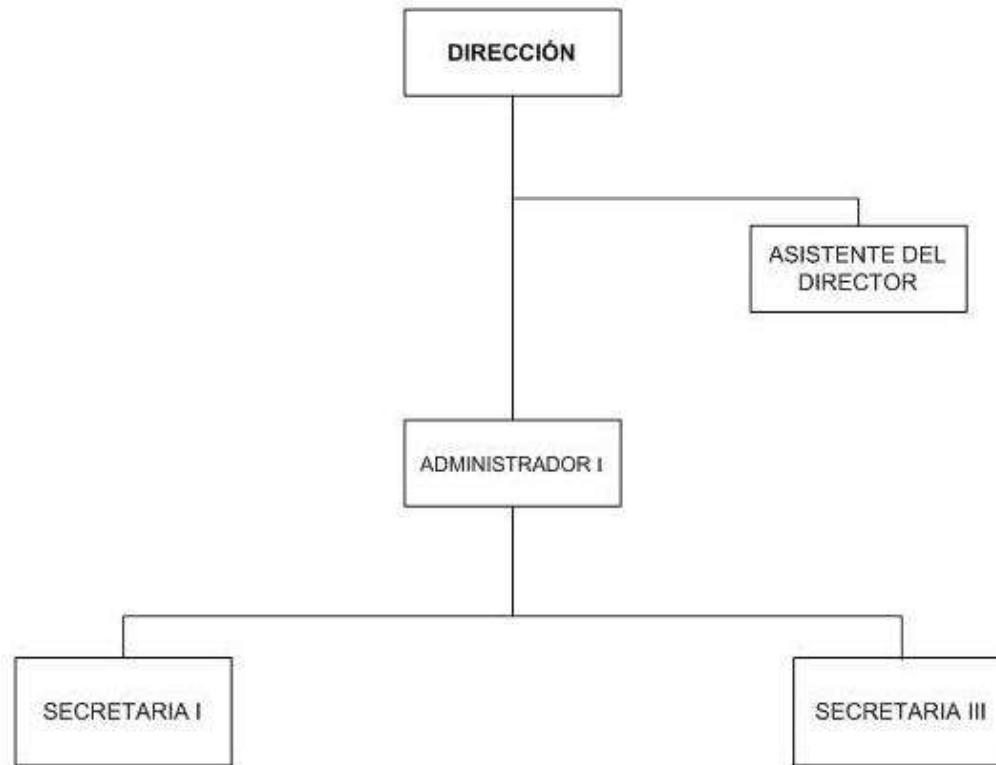 DIRECCIÓN
ASISTENTE DEL
DIRECTOR
ADMINISTRADOR I
SECRETARIA I
SECRETARIA III